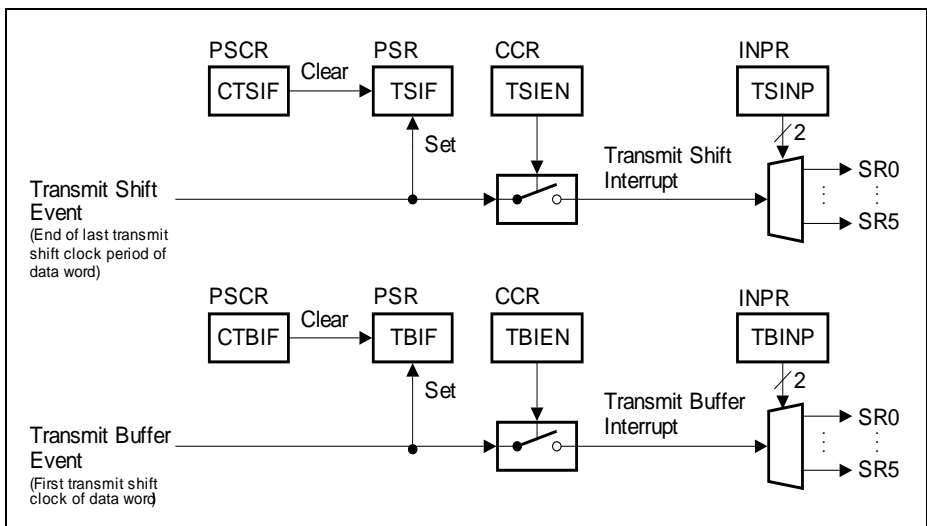 PSCR PSR CCR INPR
CTSIF Clear TSIF TSIEN TSINP
Set 2
Transmit Shift
Interrupt
SR0
SR5
Transmit Shift
Event
(End of last transmit
shift clock period of
data word)
PSCR PSR CCR INPR
CTBIF Clear TBIF TBIEN TBINP
Set 2
Transmit Buffer
Interrupt
SR0
SR5
Transmit Buffer
Event
(First transmit shift
clock of data word)